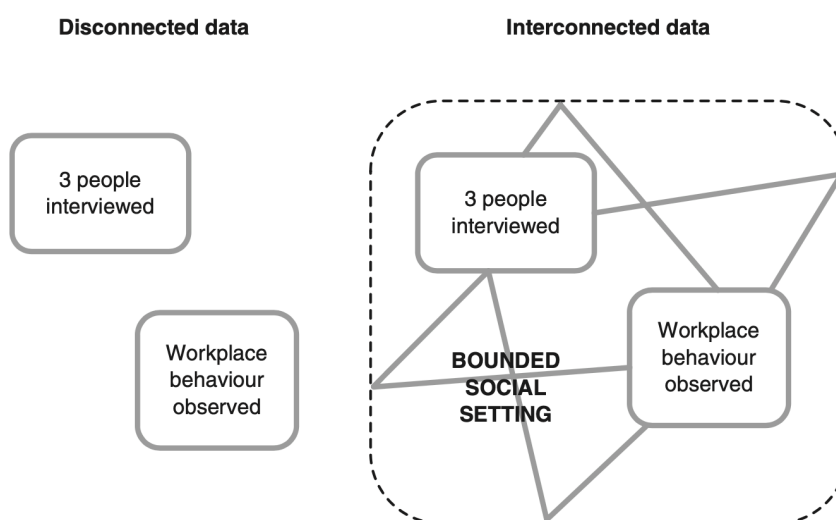 Disconnected data
Interconnected data
3 people
interviewed
Workplace
behaviour
observed
3 people
interviewed
Workplace
behaviour
observed
BOUNDED
SOCIAL
SETTING